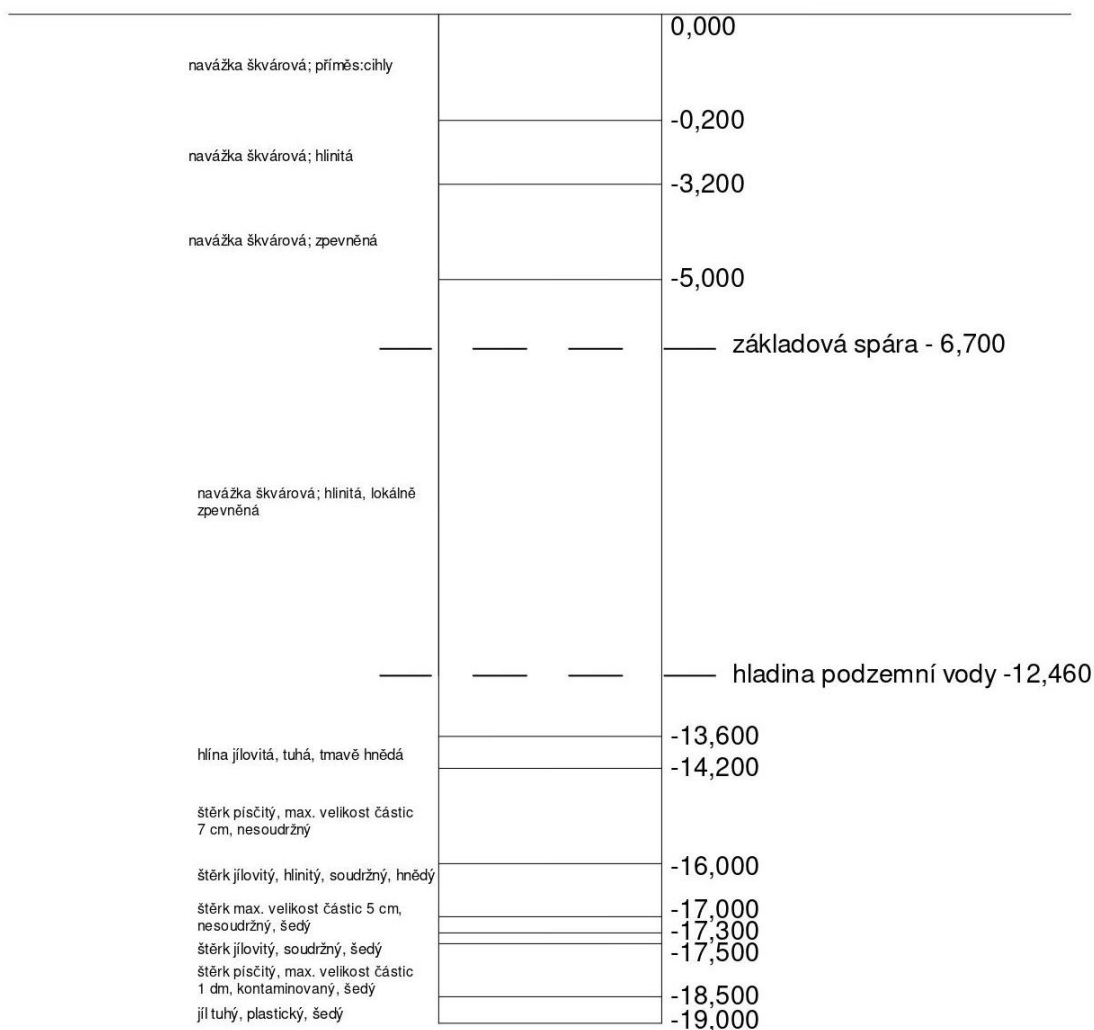 0,000
navážka škvárová; příměs:cihly
-0,200
navážka škvárová; hlinitá
-3,200
navážka škvárová; zpevněná
-5,000
základová spára - 6,700
navážka škvárová; hlinitá, lokálně
zpevněná
hladina podzemní vody -12,460
-13,600
hlína jílovitá, tuhá, tmavě hnědá
-14,200
štěrk písčitý, max. velikost částic
7 cm, nesoudržný
-16,000
štěrk jílovitý, hlinitý, soudržný, hnědý
-17,000
štěrk max. velikost částic 5 cm,
nesoudržný, šedý
-17,300
štěrk jílovitý, soudržný, šedý
-17,500
štěrk písčitý, max. velikost částic
1 dm, kontaminovaný, šedý
-18,500
jíl tuhý, plastický, šedý
-19,000